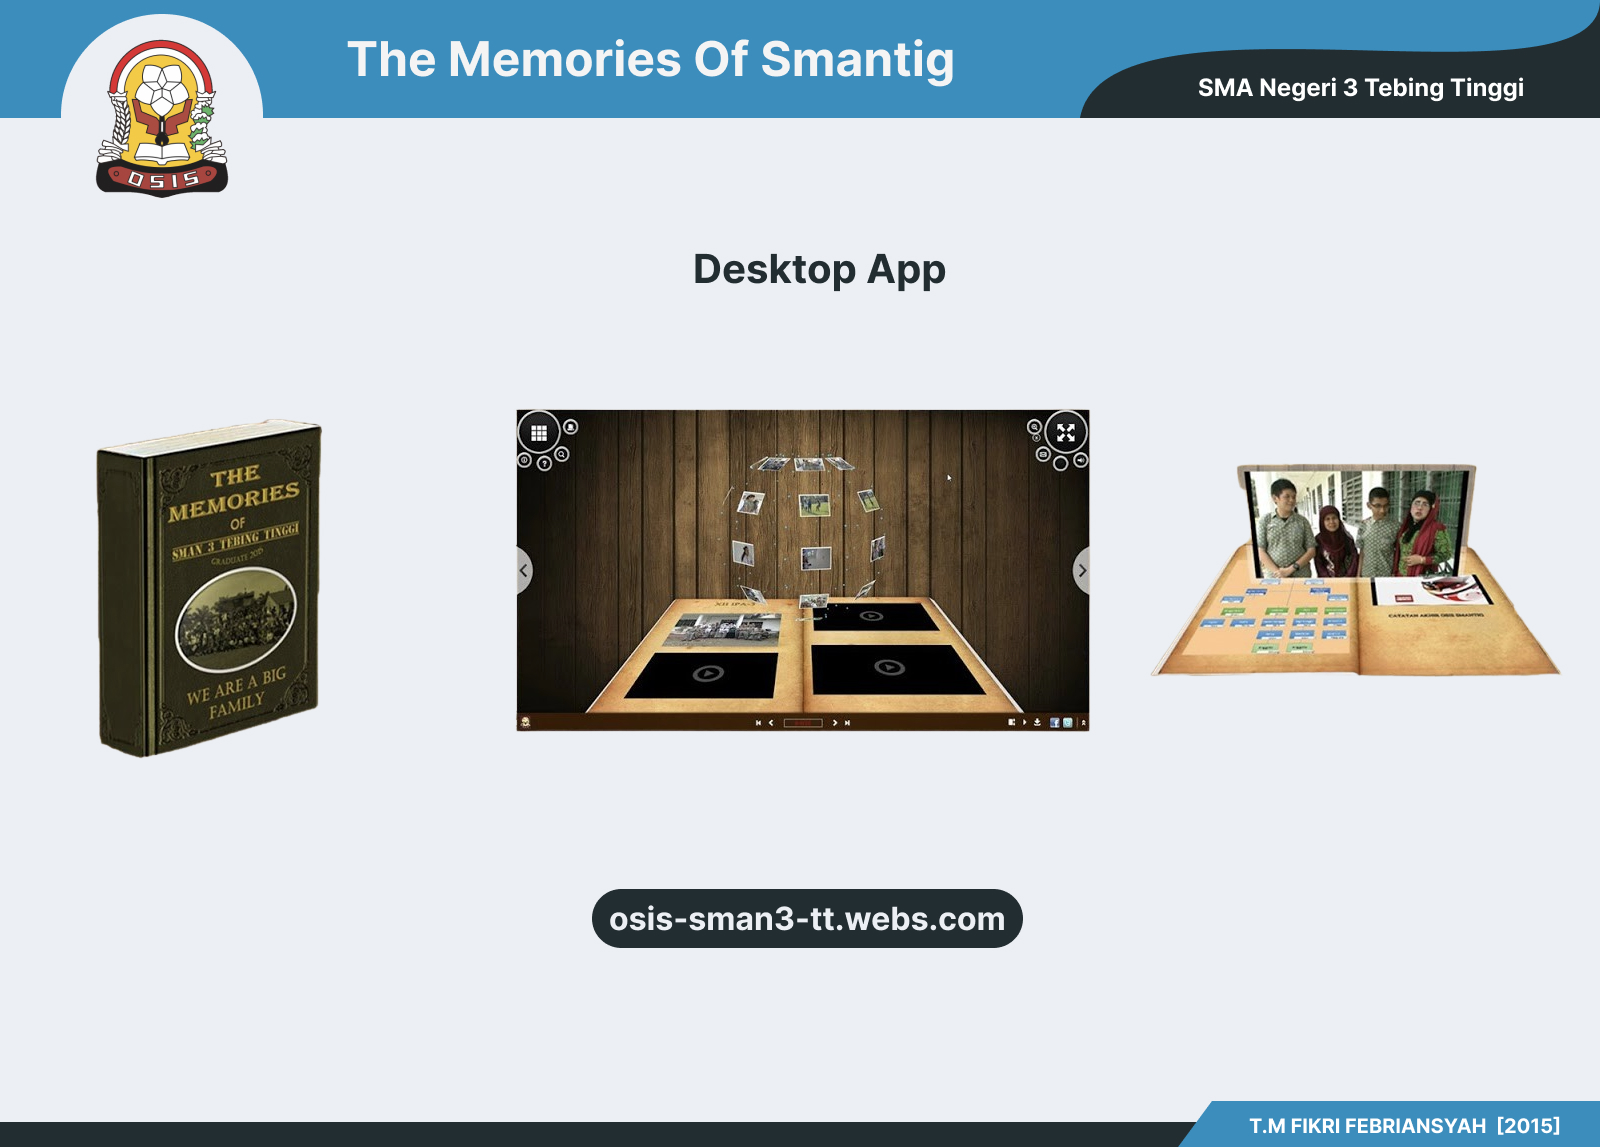 The Memories Of Smantig
SMA Negeri 3 Tebing Tinggi
OSIS
Desktop App
THE
MEMORIES
OF
SMAN 3 TEBING TINGGI
GRADUATE 2015
WE ARE A BIG
FAMILY
XII IPA-3
CATATAN AKHIR OSIS SMANTIG
osis-sman3-tt.webs.com
T.M FIKRI FEBRIANSYAH [2015]